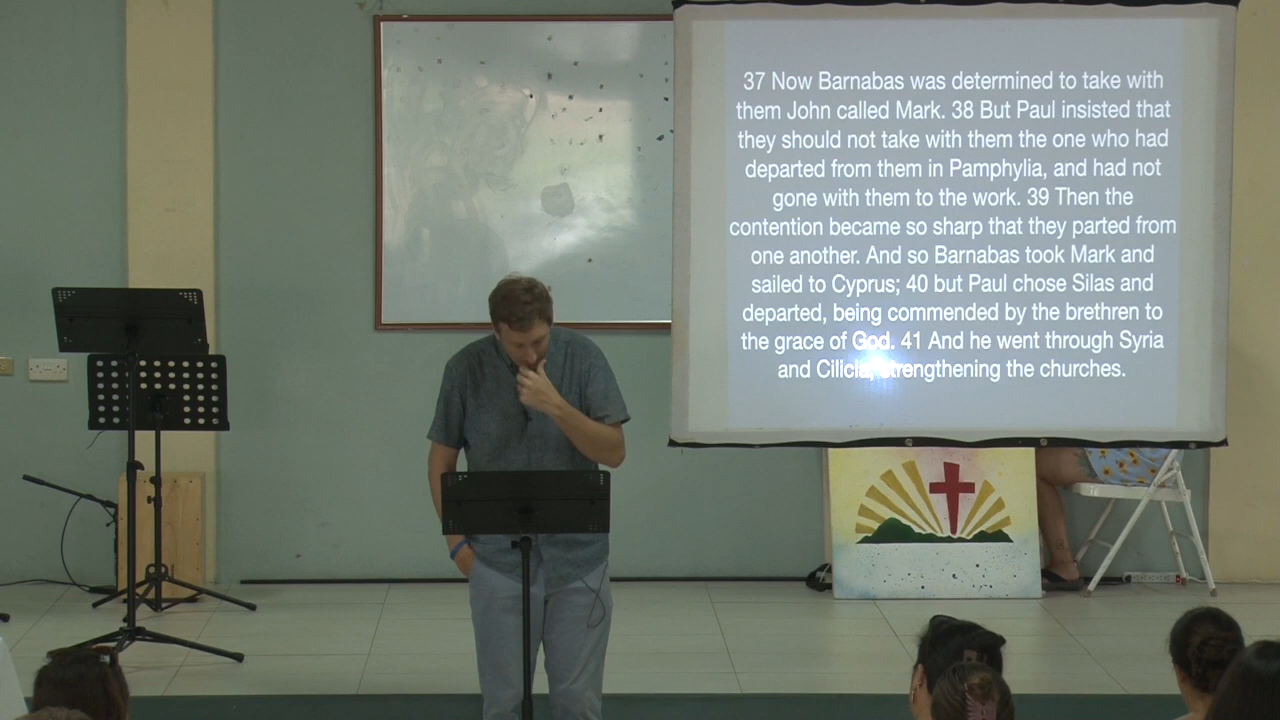 37 Now Barnabas was determined to take with
them John called Mark. 38 But Paul insisted that
they should not take with them the one who had
departed from them in Pamphylia, and had not
gone with them to the work. 39 Then the
contention became so sharp that they parted from
one another. And so Barnabas took Mark and
sailed to Cyprus; 40 but Paul chose Silas and
departed, being commended by the brethren to
the grace of God. 41 And he went through Syria
and Cilicia, strengthening the churches.